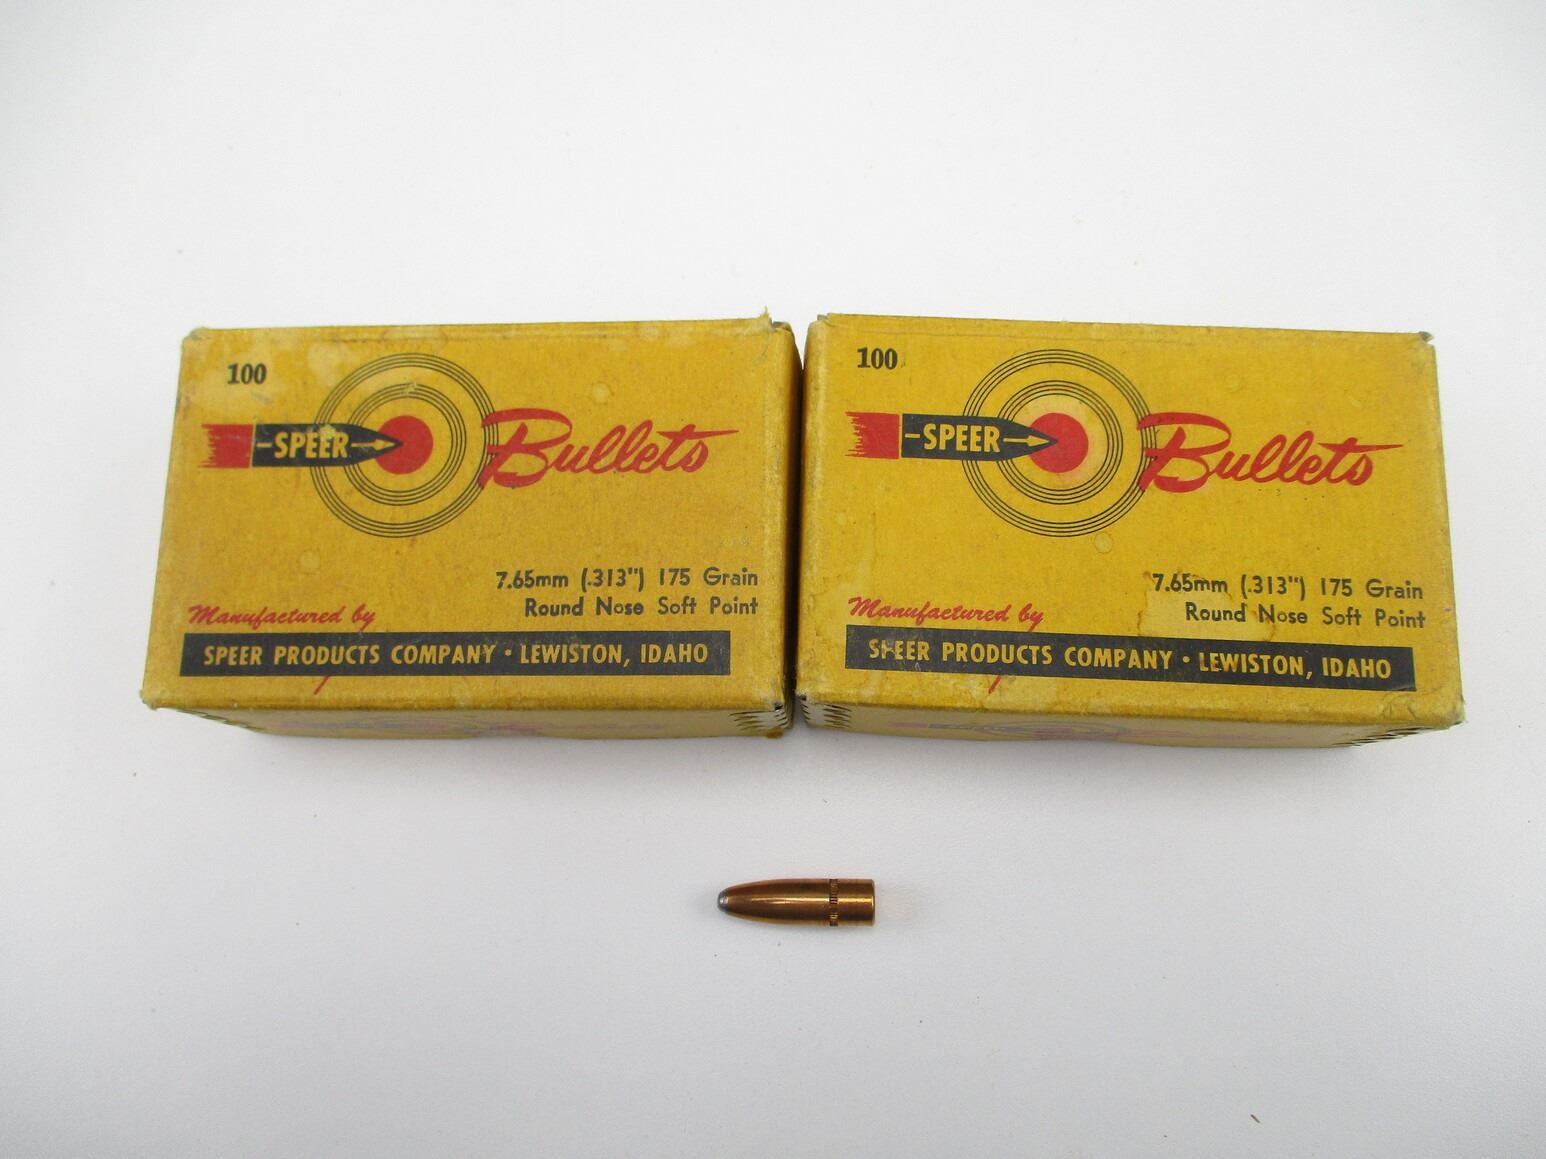 100
SPEER
Bullets
7.65mm (.313") 175 Grain
Round Nose Soft Point
Manufactured by
SPEER PRODUCTS COMPANY • LEWISTON, IDAHO
100
SPEER
Bullets
7.65mm (.313") 175 Grain
Round Nose Soft Point
Manufactured by
SPEER PRODUCTS COMPANY • LEWISTON, IDAHO